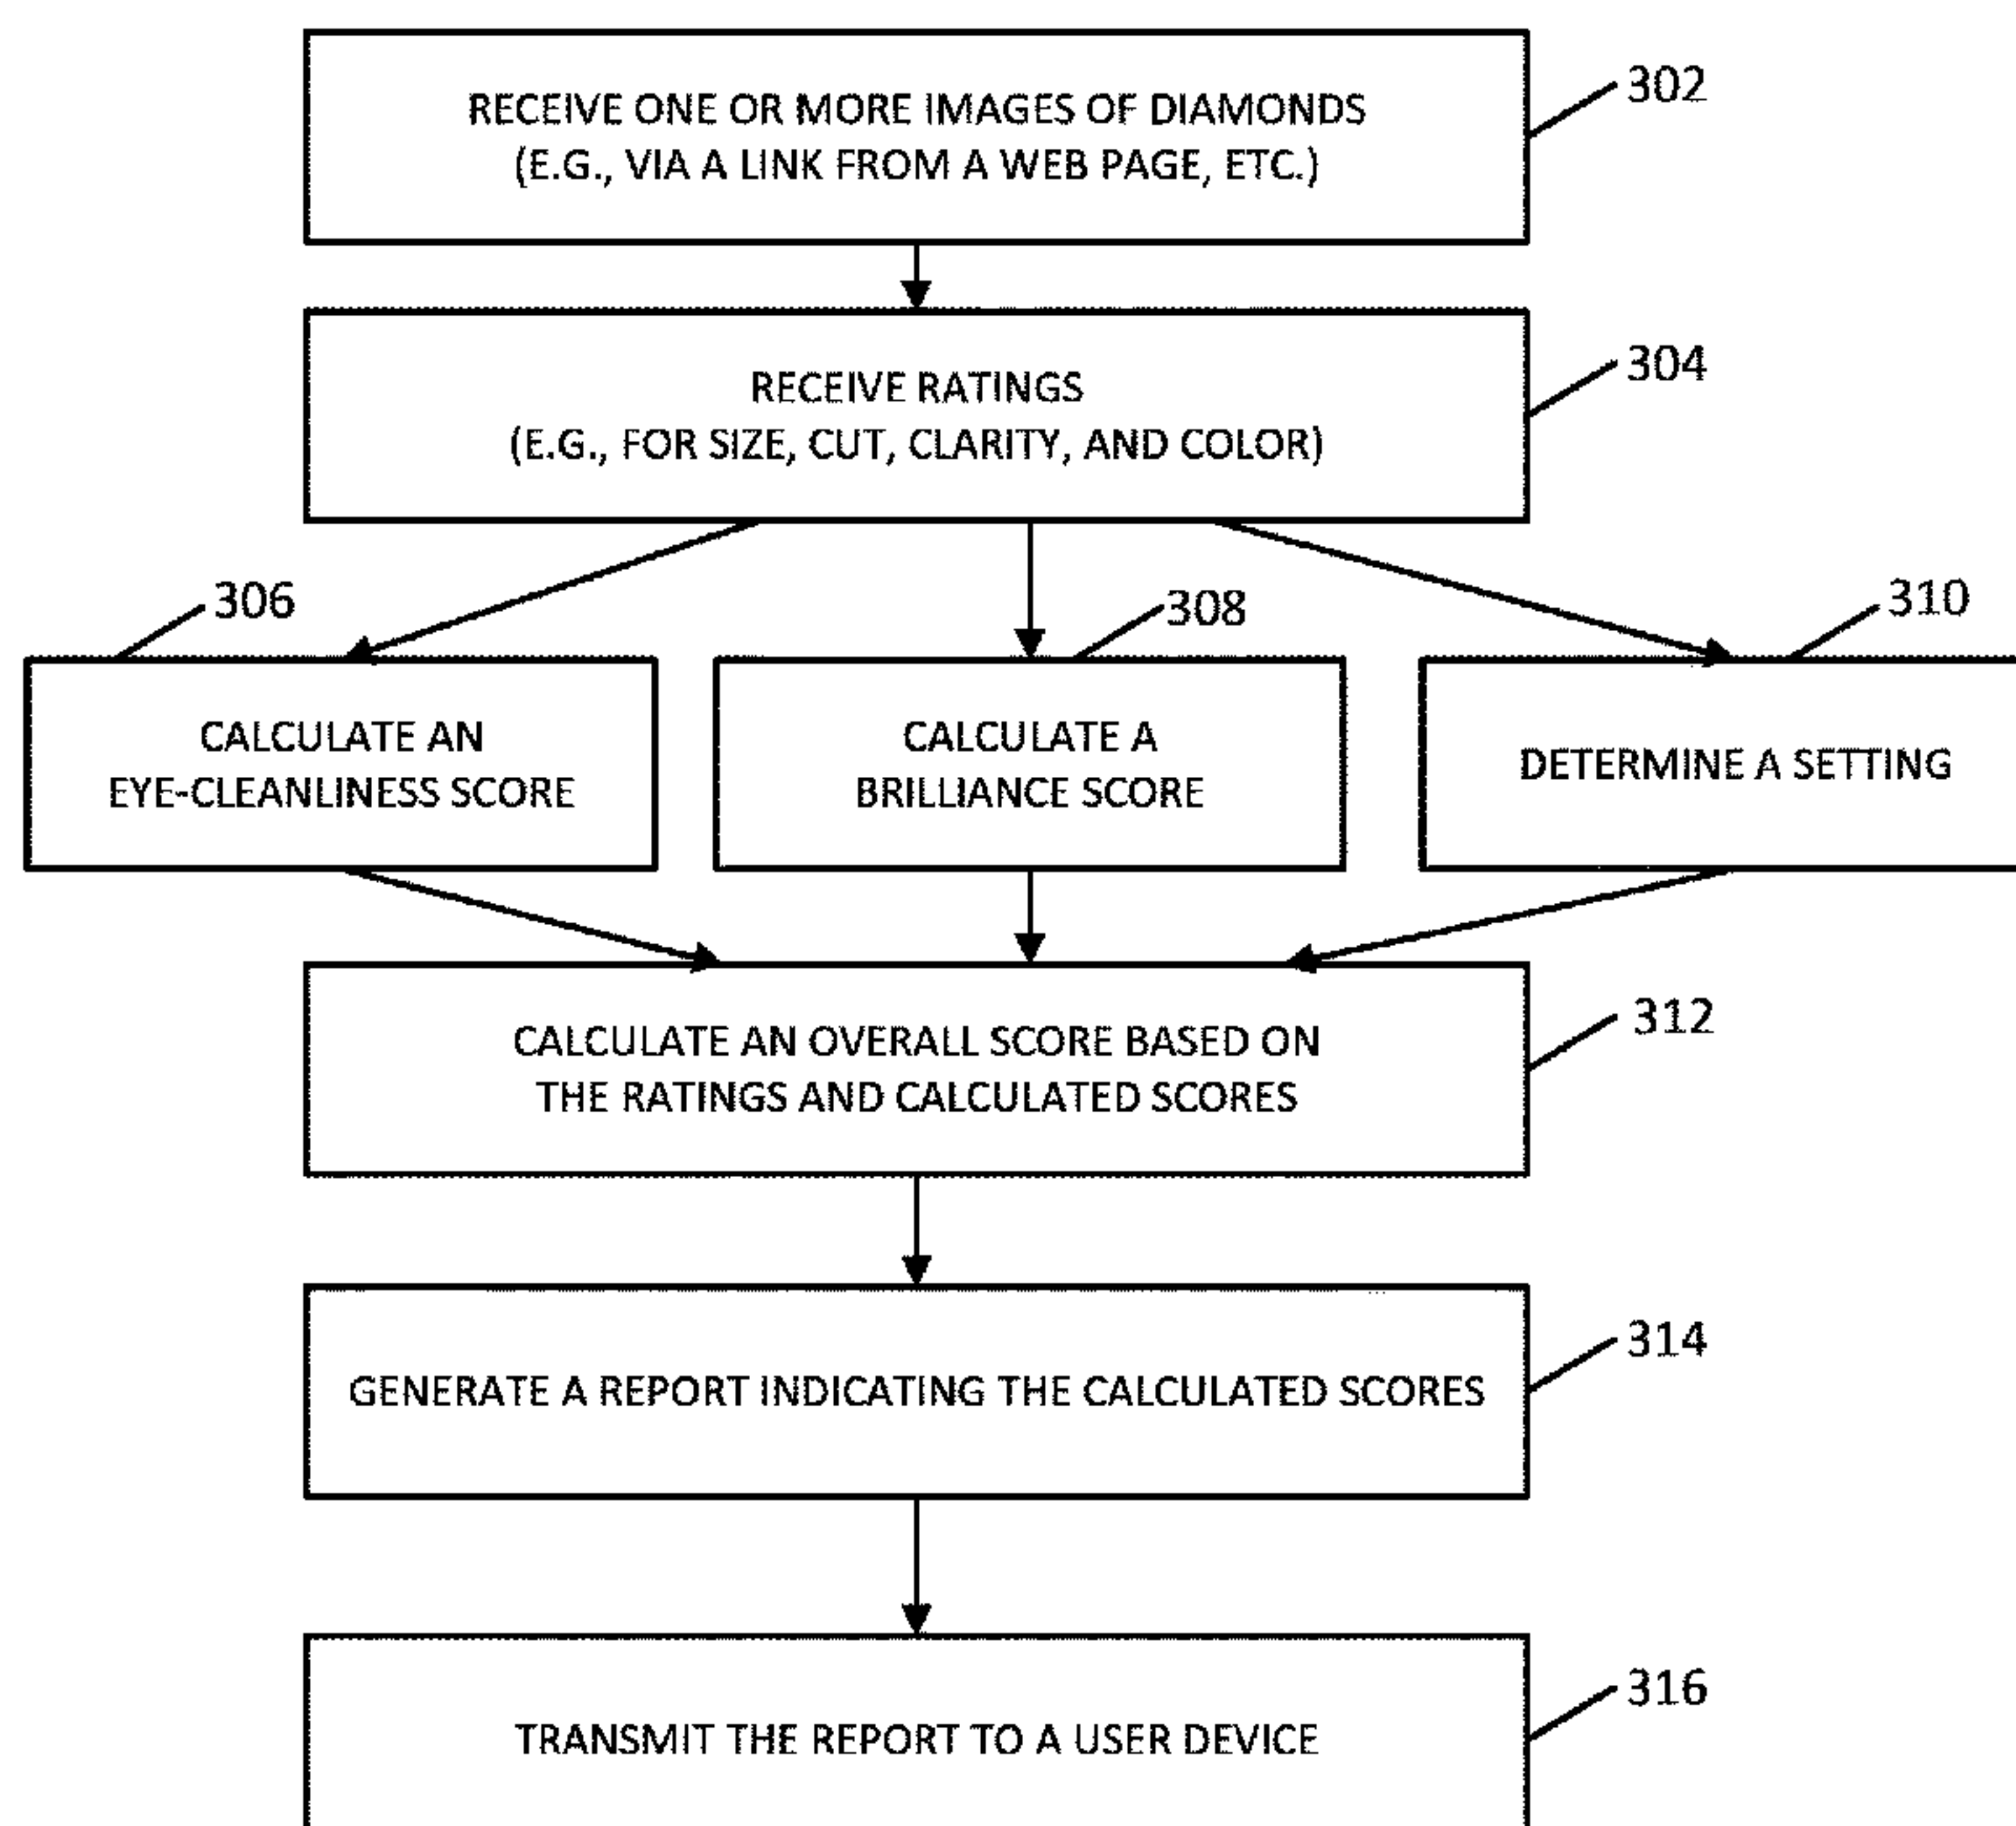 RECEIVE ONE OR MORE IMAGES OF DIAMONDS
(E.G., VIA A LINK FROM A WEB PAGE, ETC.)
302
RECEIVE RATINGS
(E.G., FOR SIZE, CUT, CLARITY, AND COLOR)
304
306
308
310
CALCULATE AN
EYE-CLEANLINESS SCORE
CALCULATE A
BRILLIANCE SCORE
DETERMINE A SETTING
CALCULATE AN OVERALL SCORE BASED ON
THE RATINGS AND CALCULATED SCORES
312
GENERATE A REPORT INDICATING THE CALCULATED SCORES
314
TRANSMIT THE REPORT TO A USER DEVICE
316